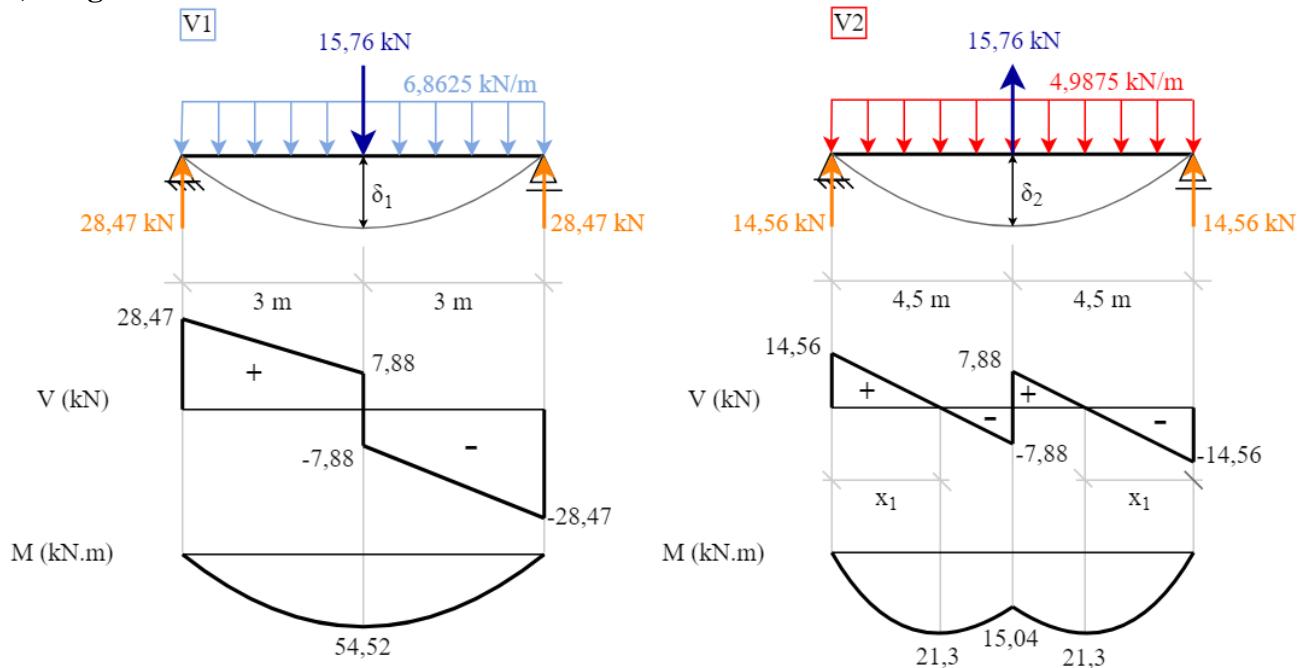 V1
15,76 kN
6,8625 kN/m
δ1
28,47 kN
28,47 kN
3 m
3 m
28,47
7,88
+
V (kN)
-
-7,88
-28,47
M (kN.m)
54,52
V2
15,76 kN
4,9875 kN/m
δ2
14,56 kN
14,56 kN
4,5 m
4,5 m
14,56
7,88
V (kN)
+
-
+
-
-7,88
-14,56
x1
x1
M (kN.m)
15,04
21,3
21,3